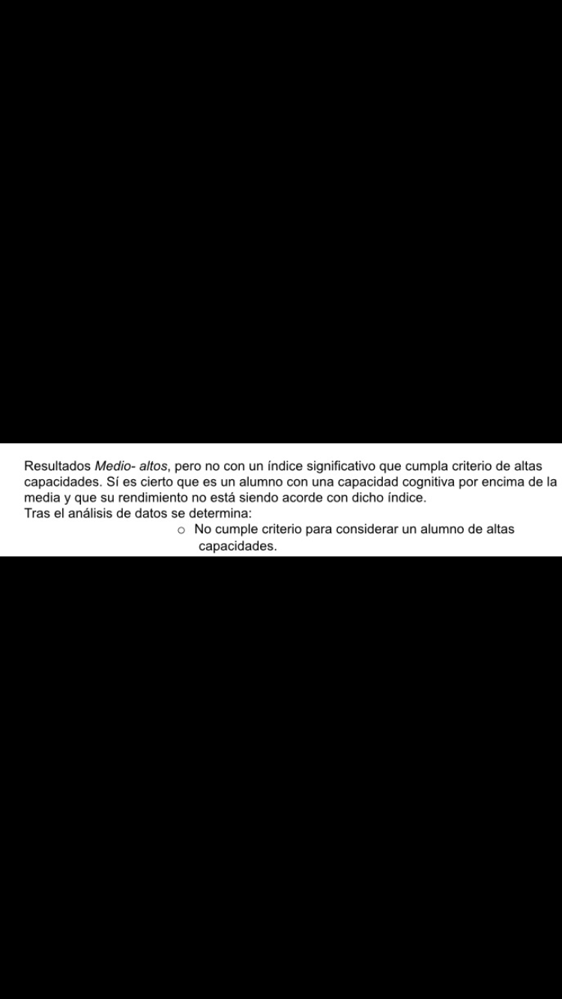 Resultados Medio- altos, pero no con un índice significativo que cumpla criterio de altas
capacidades. Sí es cierto que es un alumno con una capacidad cognitiva por encima de la
media y que su rendimiento no está siendo acorde con dicho índice.
Tras el análisis de datos se determina:
o No cumple criterio para considerar un alumno de altas
capacidades.